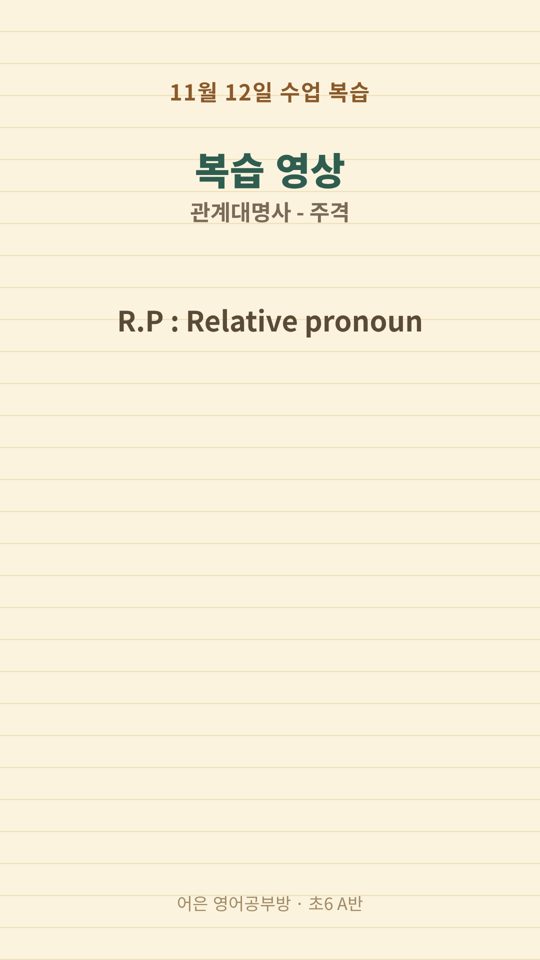 11월 12일 수업 복습
복습 영상
관계대명사 - 주격
R.P : Relative pronoun
어은 영어공부방 · 초6 A반